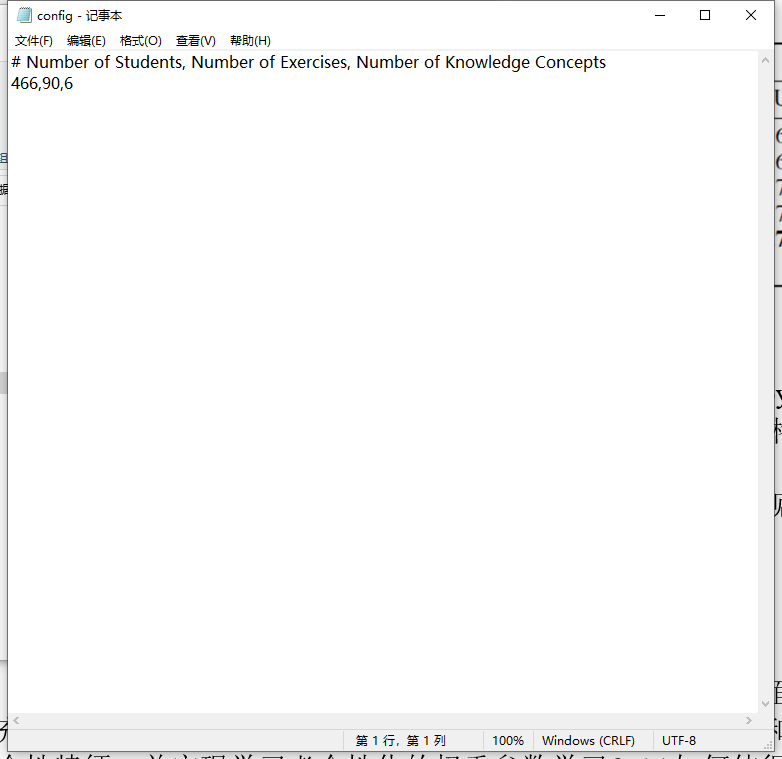 config - 记事本
文件(F) 编辑(E) 格式(O) 查看(V) 帮助(H)
# Number of Students, Number of Exercises, Number of Knowledge Concepts
466,90,6
第 1 行，第 1 列 100% Windows (CRLF) UTF-8